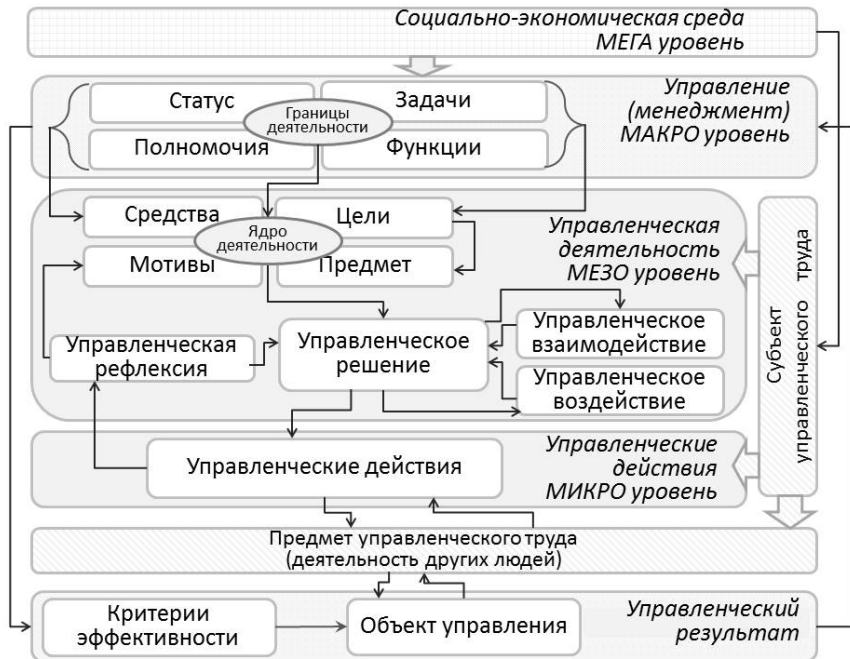 Социально-экономическая среда
МЕГА уровень
Статус
Задачи
Границы
деятельности
Полномочия
Функции
Управление
(менеджмент)
МАКРО уровень
Средства
Цели
Ядро
деятельности
Мотивы
Предмет
Управленческая
деятельность
МЕЗО уровень
Управленческая
рефлексия
Управленческое
решение
Управленческое
взаимодействие
Управленческое
воздействие
Субъект
управленческого труда
Управленческие действия
Управленческие
действия
МИКРО уровень
Предмет управленческого труда
(деятельность других людей)
Критерии
эффективности
Объект управления
Управленческий
результат